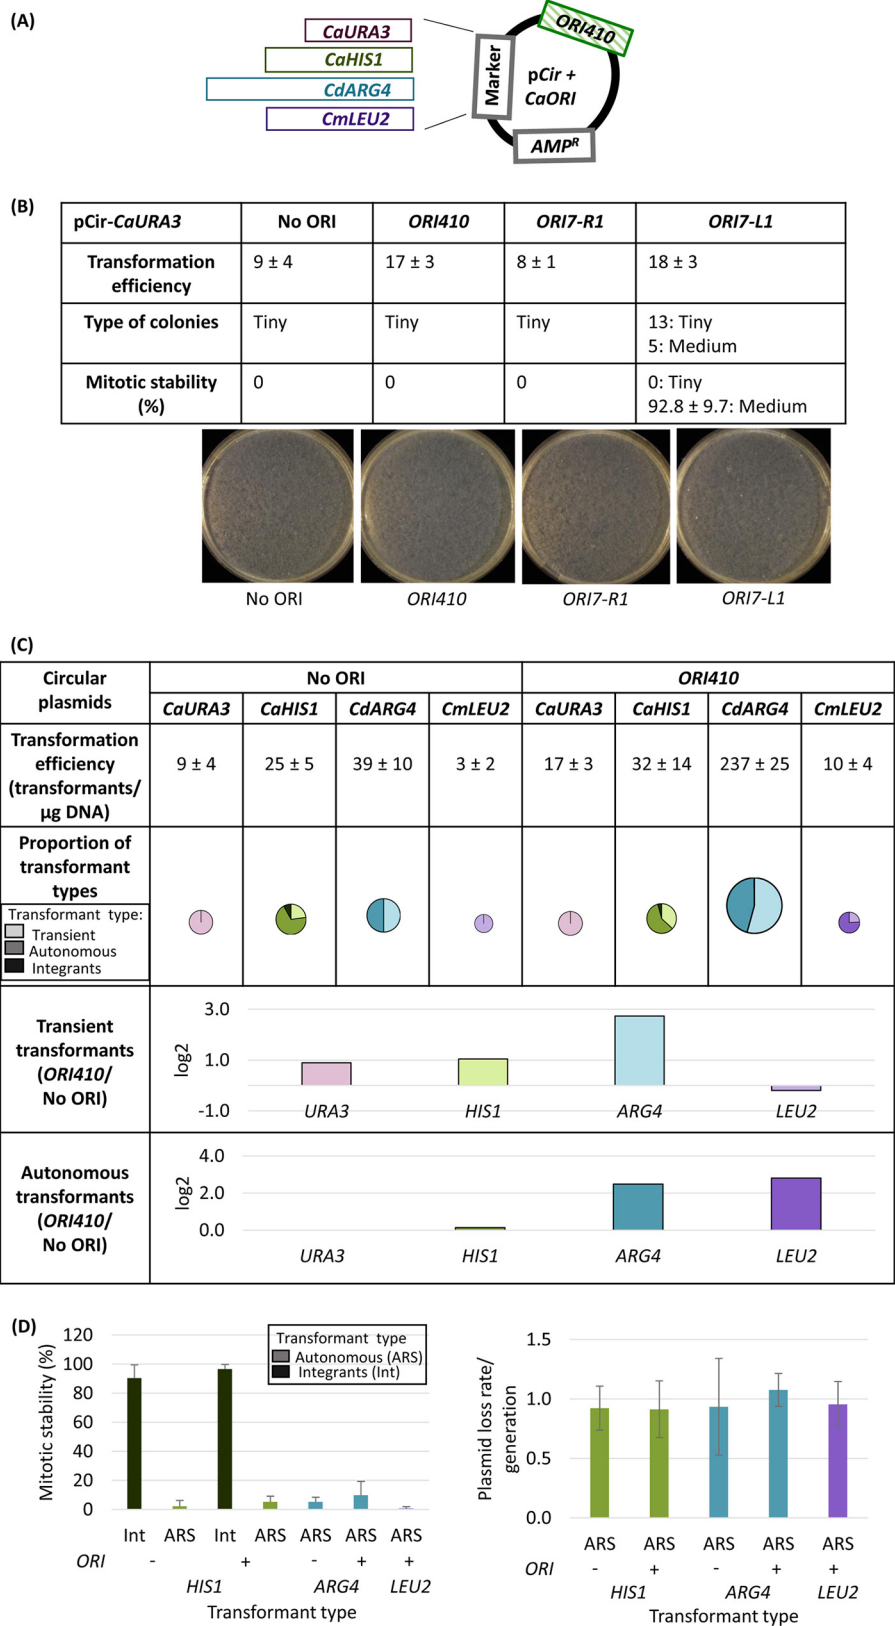 (A)
CaURA3
CaHIS1
CdARG4
CmLEU2
Marker
ORI410
pCir +
CaORI
AMPR
(B)
pCir-CaURA3 No ORI ORI410 ORI7-R1 ORI7-L1
Transformation efficiency 9 ± 4 17 ± 3 8 ± 1 18 ± 3
Type of colonies Tiny Tiny Tiny 13: Tiny
5: Medium
Mitotic stability (%) 0 0 0 0: Tiny
92.8 ± 9.7: Medium
No ORI ORI410 ORI7-R1 ORI7-L1
(C)
Circular plasmids No ORI ORI410
CaURA3 CaHIS1 CdARG4 CmLEU2 CaURA3 CaHIS1 CdARG4 CmLEU2
Transformation
efficiency
(transformants/
µg DNA)
9 ± 4 25 ± 5 39 ± 10 3 ± 2 17 ± 3 32 ± 14 237 ± 25 10 ± 4
Proportion of
transformant
types
Transformant type:
Transient
Autonomous
Integrants
Transient
transformants
(ORI410/
No ORI)
log2
3.0
1.0
-1.0
URA3 HIS1 ARG4 LEU2
Autonomous
transformants
(ORI410/
No ORI)
log2
4.0
2.0
0.0
URA3 HIS1 ARG4 LEU2
(D)
Mitotic stability (%)
120
100
80
60
40
20
0
Transformant type
Autonomous (ARS)
Integrants (Int)
Int ARS Int ARS ARS ARS ARS
ORI - + - + +
HIS1 ARG4 LEU2
Transformant type
Plasmid loss rate/
generation
1.5
1.0
0.5
0.0
ARS ARS ARS ARS ARS
ORI - + - + +
HIS1 ARG4 LEU2
Transformant type